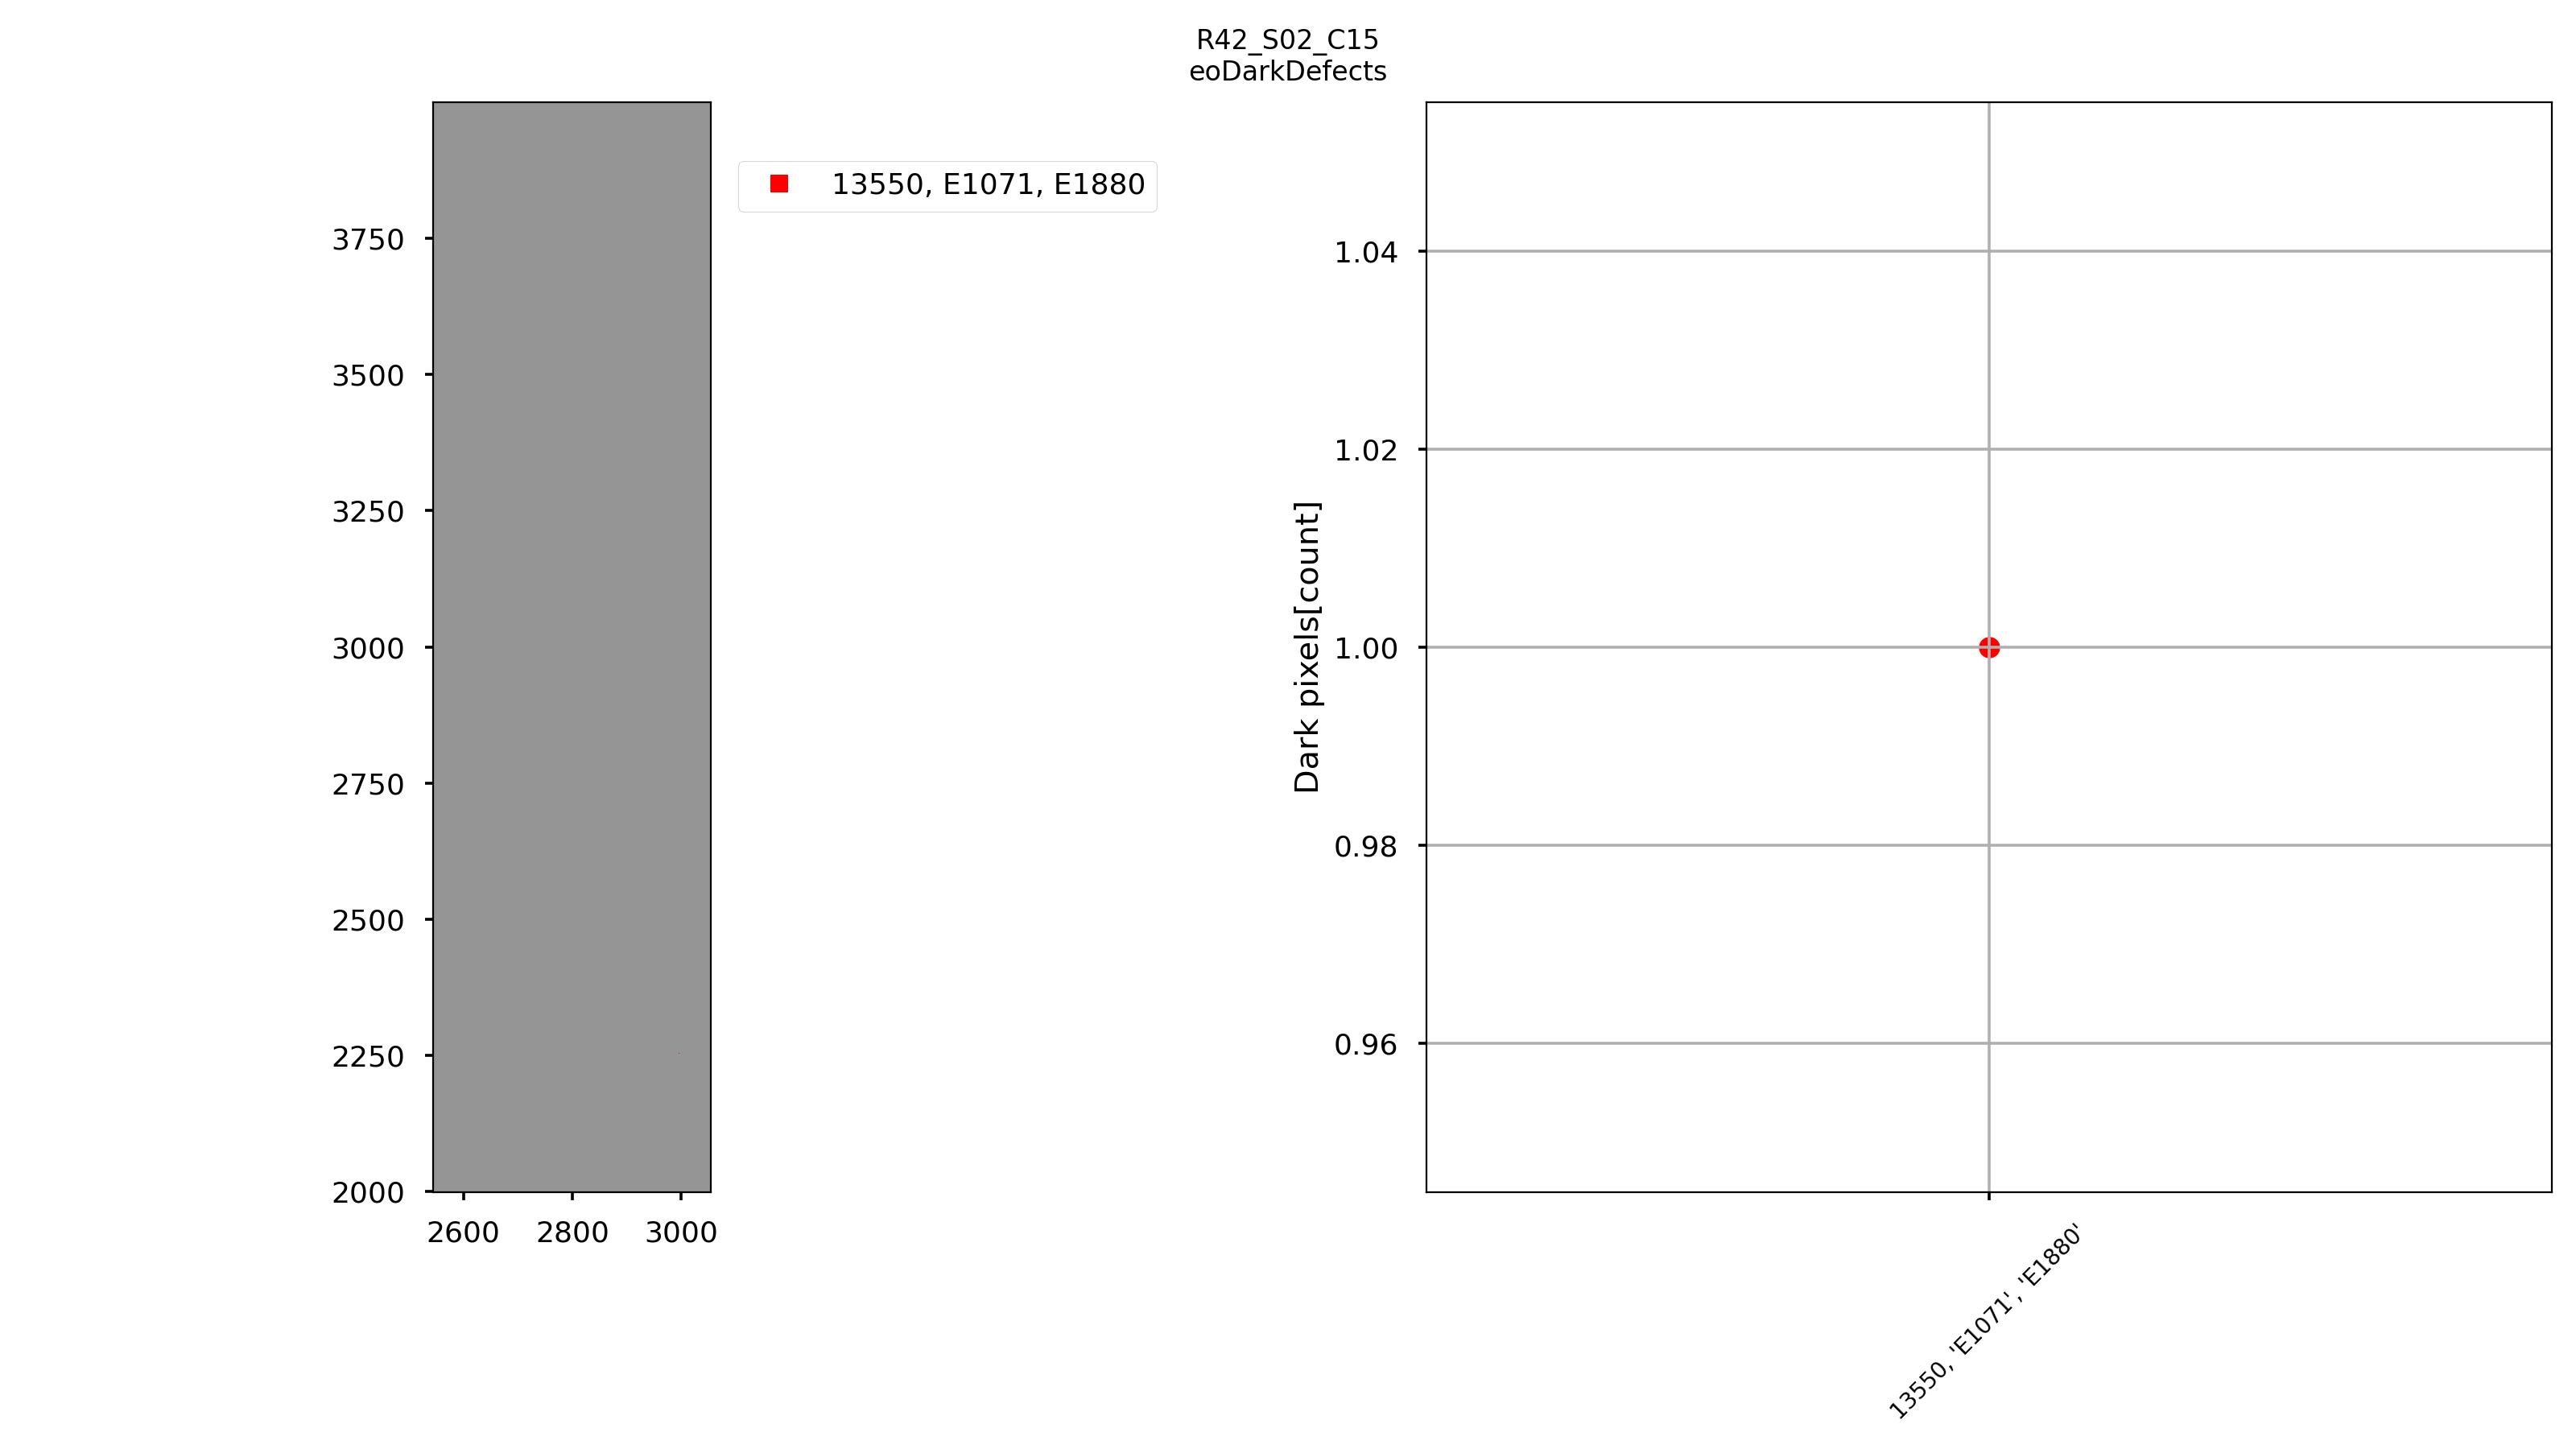 R42_S02_C15
eoDarkDefects
13550, E1071, E1880
3750
3500
3250
3000
2750
2500
2250
2000
2600 2800 3000
Dark pixels[count]
1.04
1.02
1.00
0.98
0.96
13550, 'E1071', 'E1880'